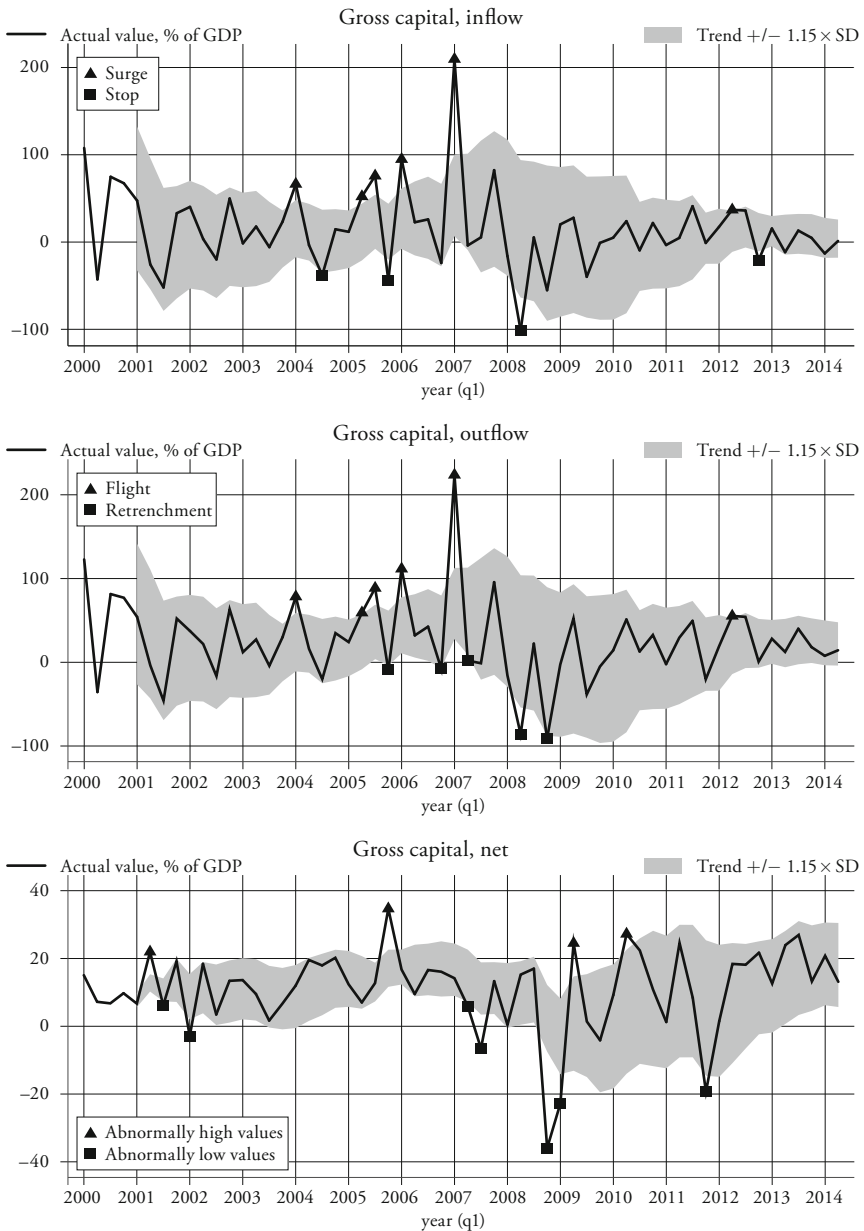 Gross capital, inflow
Actual value, % of GDP Trend +/− 1.15 × SD
Surge
Stop
200
100
0
−100
2000 2001 2002 2003 2004 2005 2006 2007 2008 2009 2010 2011 2012 2013 2014
year (q1)
Gross capital, outflow
Actual value, % of GDP Trend +/− 1.15 × SD
Flight
Retrenchment
200
100
0
−100
2000 2001 2002 2003 2004 2005 2006 2007 2008 2009 2010 2011 2012 2013 2014
year (q1)
Gross capital, net
Actual value, % of GDP Trend +/− 1.15 × SD
40
20
0
−20
−40
Abnormally high values
Abnormally low values
2000 2001 2002 2003 2004 2005 2006 2007 2008 2009 2010 2011 2012 2013 2014
year (q1)